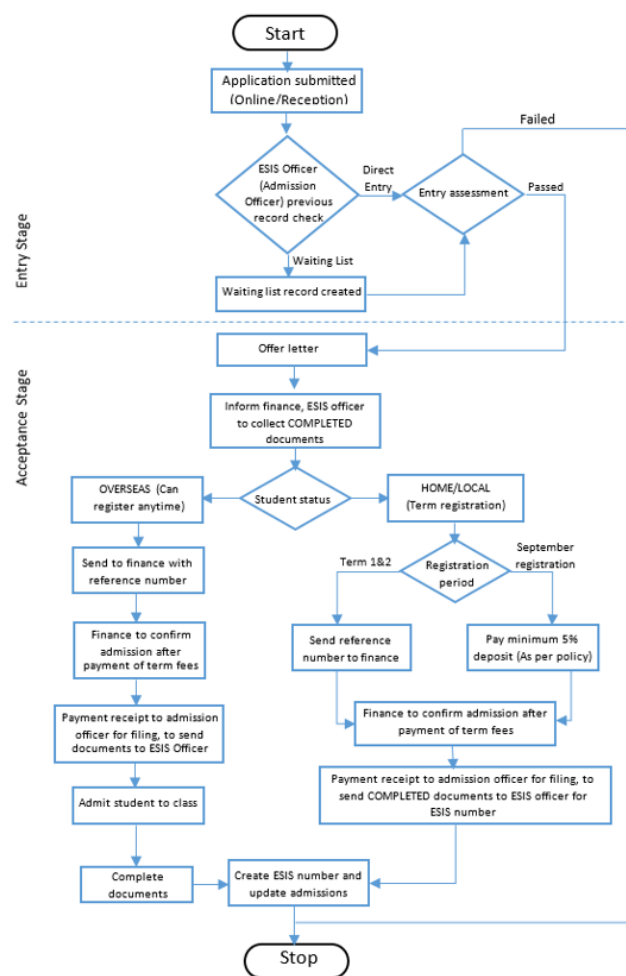 Start
Application submitted
(Online/Reception)
Failed
ESIS Officer
(Admission
Officer) previous
record check
Direct
Entry
Entry assessment
Passed
Waiting List
Waiting list record created
Entry Stage
Offer letter
Inform finance, ESIS officer
to collect COMPLETED
documents
Acceptance Stage
OVERSEAS (Can
register anytime)
Student status
HOME/LOCAL
(Term registration)
Send to finance with
reference number
Term 1&2
Registration
period
September
registration
Finance to confirm
admission after
payment of term fees
Send reference
number to finance
Pay minimum 5%
deposit (As per policy)
Payment receipt to admission
officer for filing, to send
documents to ESIS Officer
Finance to confirm admission after
payment of term fees
Admit student to class
Payment receipt to admission officer for filing, to
send COMPLETED documents to ESIS officer for
ESIS number
Complete
documents
Create ESIS number and
update admissions
Stop